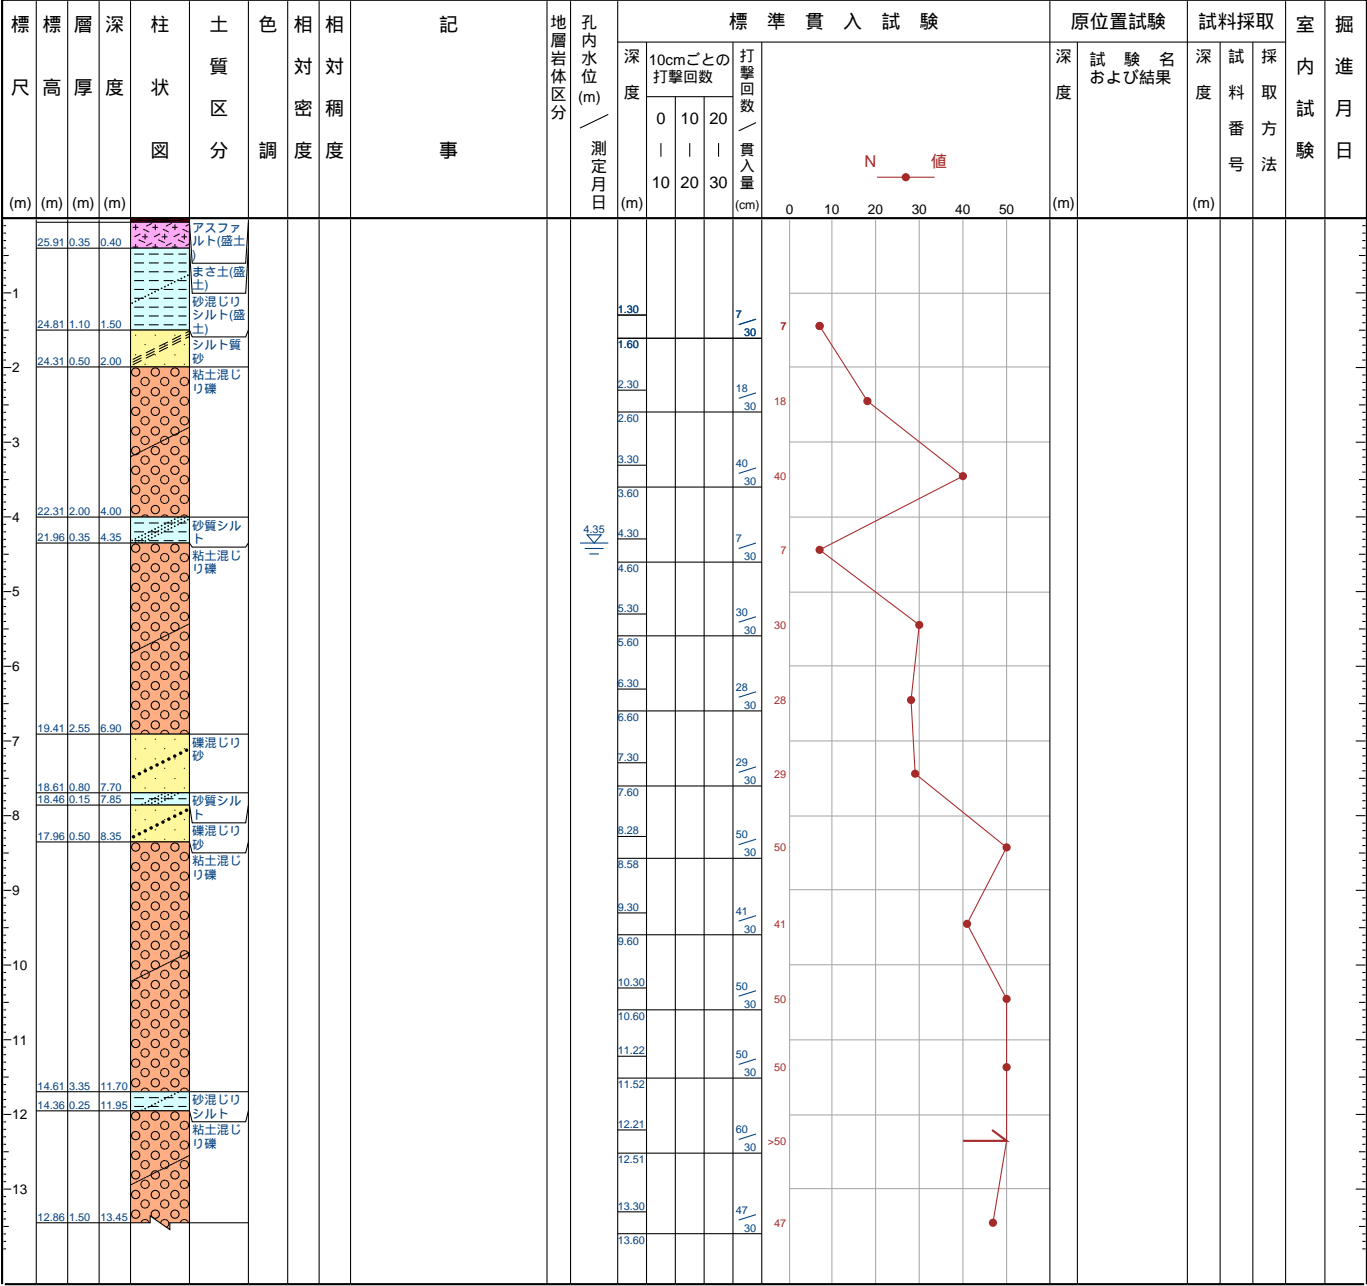 標尺(m)
標高(m)
層厚(m)
深度(m)
柱状図
土質区分
色調
相対密度
相対稠度
記事
地層岩体区分
孔内水位(m)／測定月日
標準貫入試験
深度(m)
10cmごとの
打撃回数
0 10 20
| | |
10 20 30
打撃回数／貫入量(cm)
N 値
0 10 20 30 40 50
原位置試験
深度(m)
試験名
および結果
試料採取
深度(m)
試料番号
採取方法
室内試験
掘進月日
1
2
3
4
5
6
7
8
9
10
11
12
13
25.91 0.35 0.40
24.81 1.10 1.50
24.31 0.50 2.00
22.31 2.00 4.00
21.96 0.35 4.35
19.41 2.55 6.90
18.61 0.80 7.70
18.46 0.15 7.85
17.96 0.50 8.35
14.61 3.35 11.70
14.36 0.25 11.95
12.86 1.50 13.45
アスファ
ルト(盛土
)
まさ土(盛
土)
砂混じり
シルト(盛
土)
シルト質
砂
粘土混じ
り礫
砂質シル
ト
粘土混じ
り礫
礫混じり
砂
砂質シル
ト
礫混じり
砂
粘土混じ
り礫
砂混じり
シルト
粘土混じ
り礫
4.35
1.30
1.60
7/30
7
2.30
2.60
18/30
18
3.30
3.60
40/30
40
4.30
4.60
7/30
7
5.30
5.60
30/30
30
6.30
6.60
28/30
28
7.30
7.60
29/30
29
8.28
8.58
50/30
50
9.30
9.60
41/30
41
10.30
10.60
50/30
50
11.22
11.52
50/30
50
12.21
12.51
60/30
>50
13.30
13.60
47/30
47